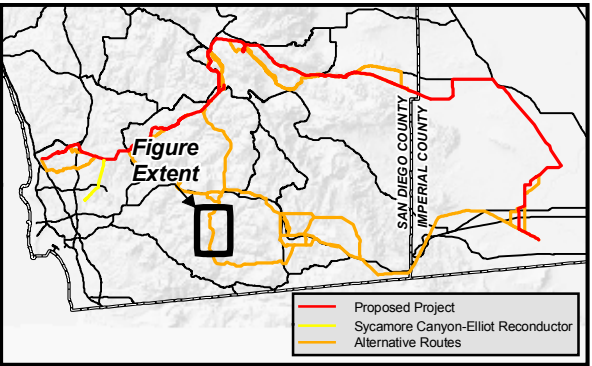 Figure
Extent
SAN DIEGO COUNTY
IMPERIAL COUNTY
Proposed Project
Sycamore Canyon-Elliot Reconductor
Alternative Routes